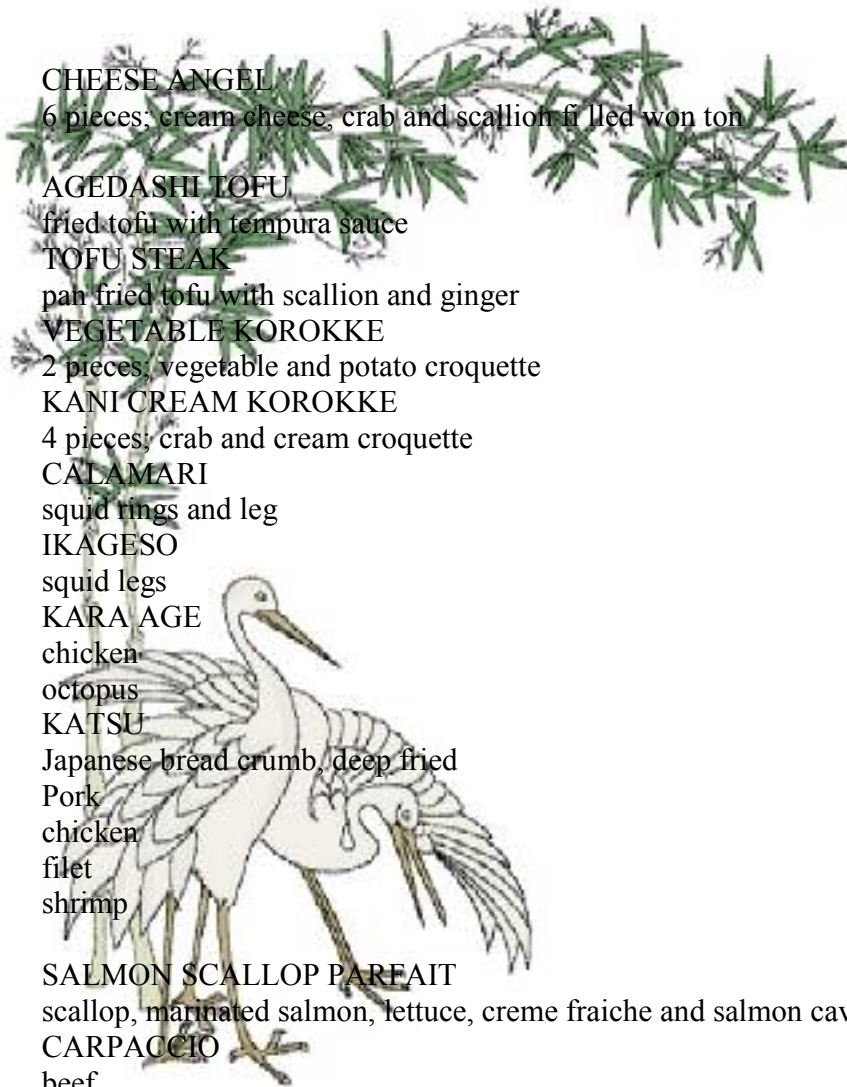 CHEESE ANGEL
6 pieces; cream cheese, crab and scallion fi lled won ton
AGEDASHI TOFU
fried tofu with tempura sauce
TOFU STEAK
pan fried tofu with scallion and ginger
VEGETABLE KOROKKE
2 pieces; vegetable and potato croquette
KANI CREAM KOROKKE
4 pieces; crab and cream croquette
CALAMARI
squid rings and leg
IKAGESO
squid legs
KARA AGE
chicken
octopus
KATSU
Japanese bread crumb, deep fried
Pork
chicken
filet
shrimp
SALMON SCALLOP PARFAIT
scallop, marinated salmon, lettuce, creme fraiche and salmon cav
CARPACCIO
beef